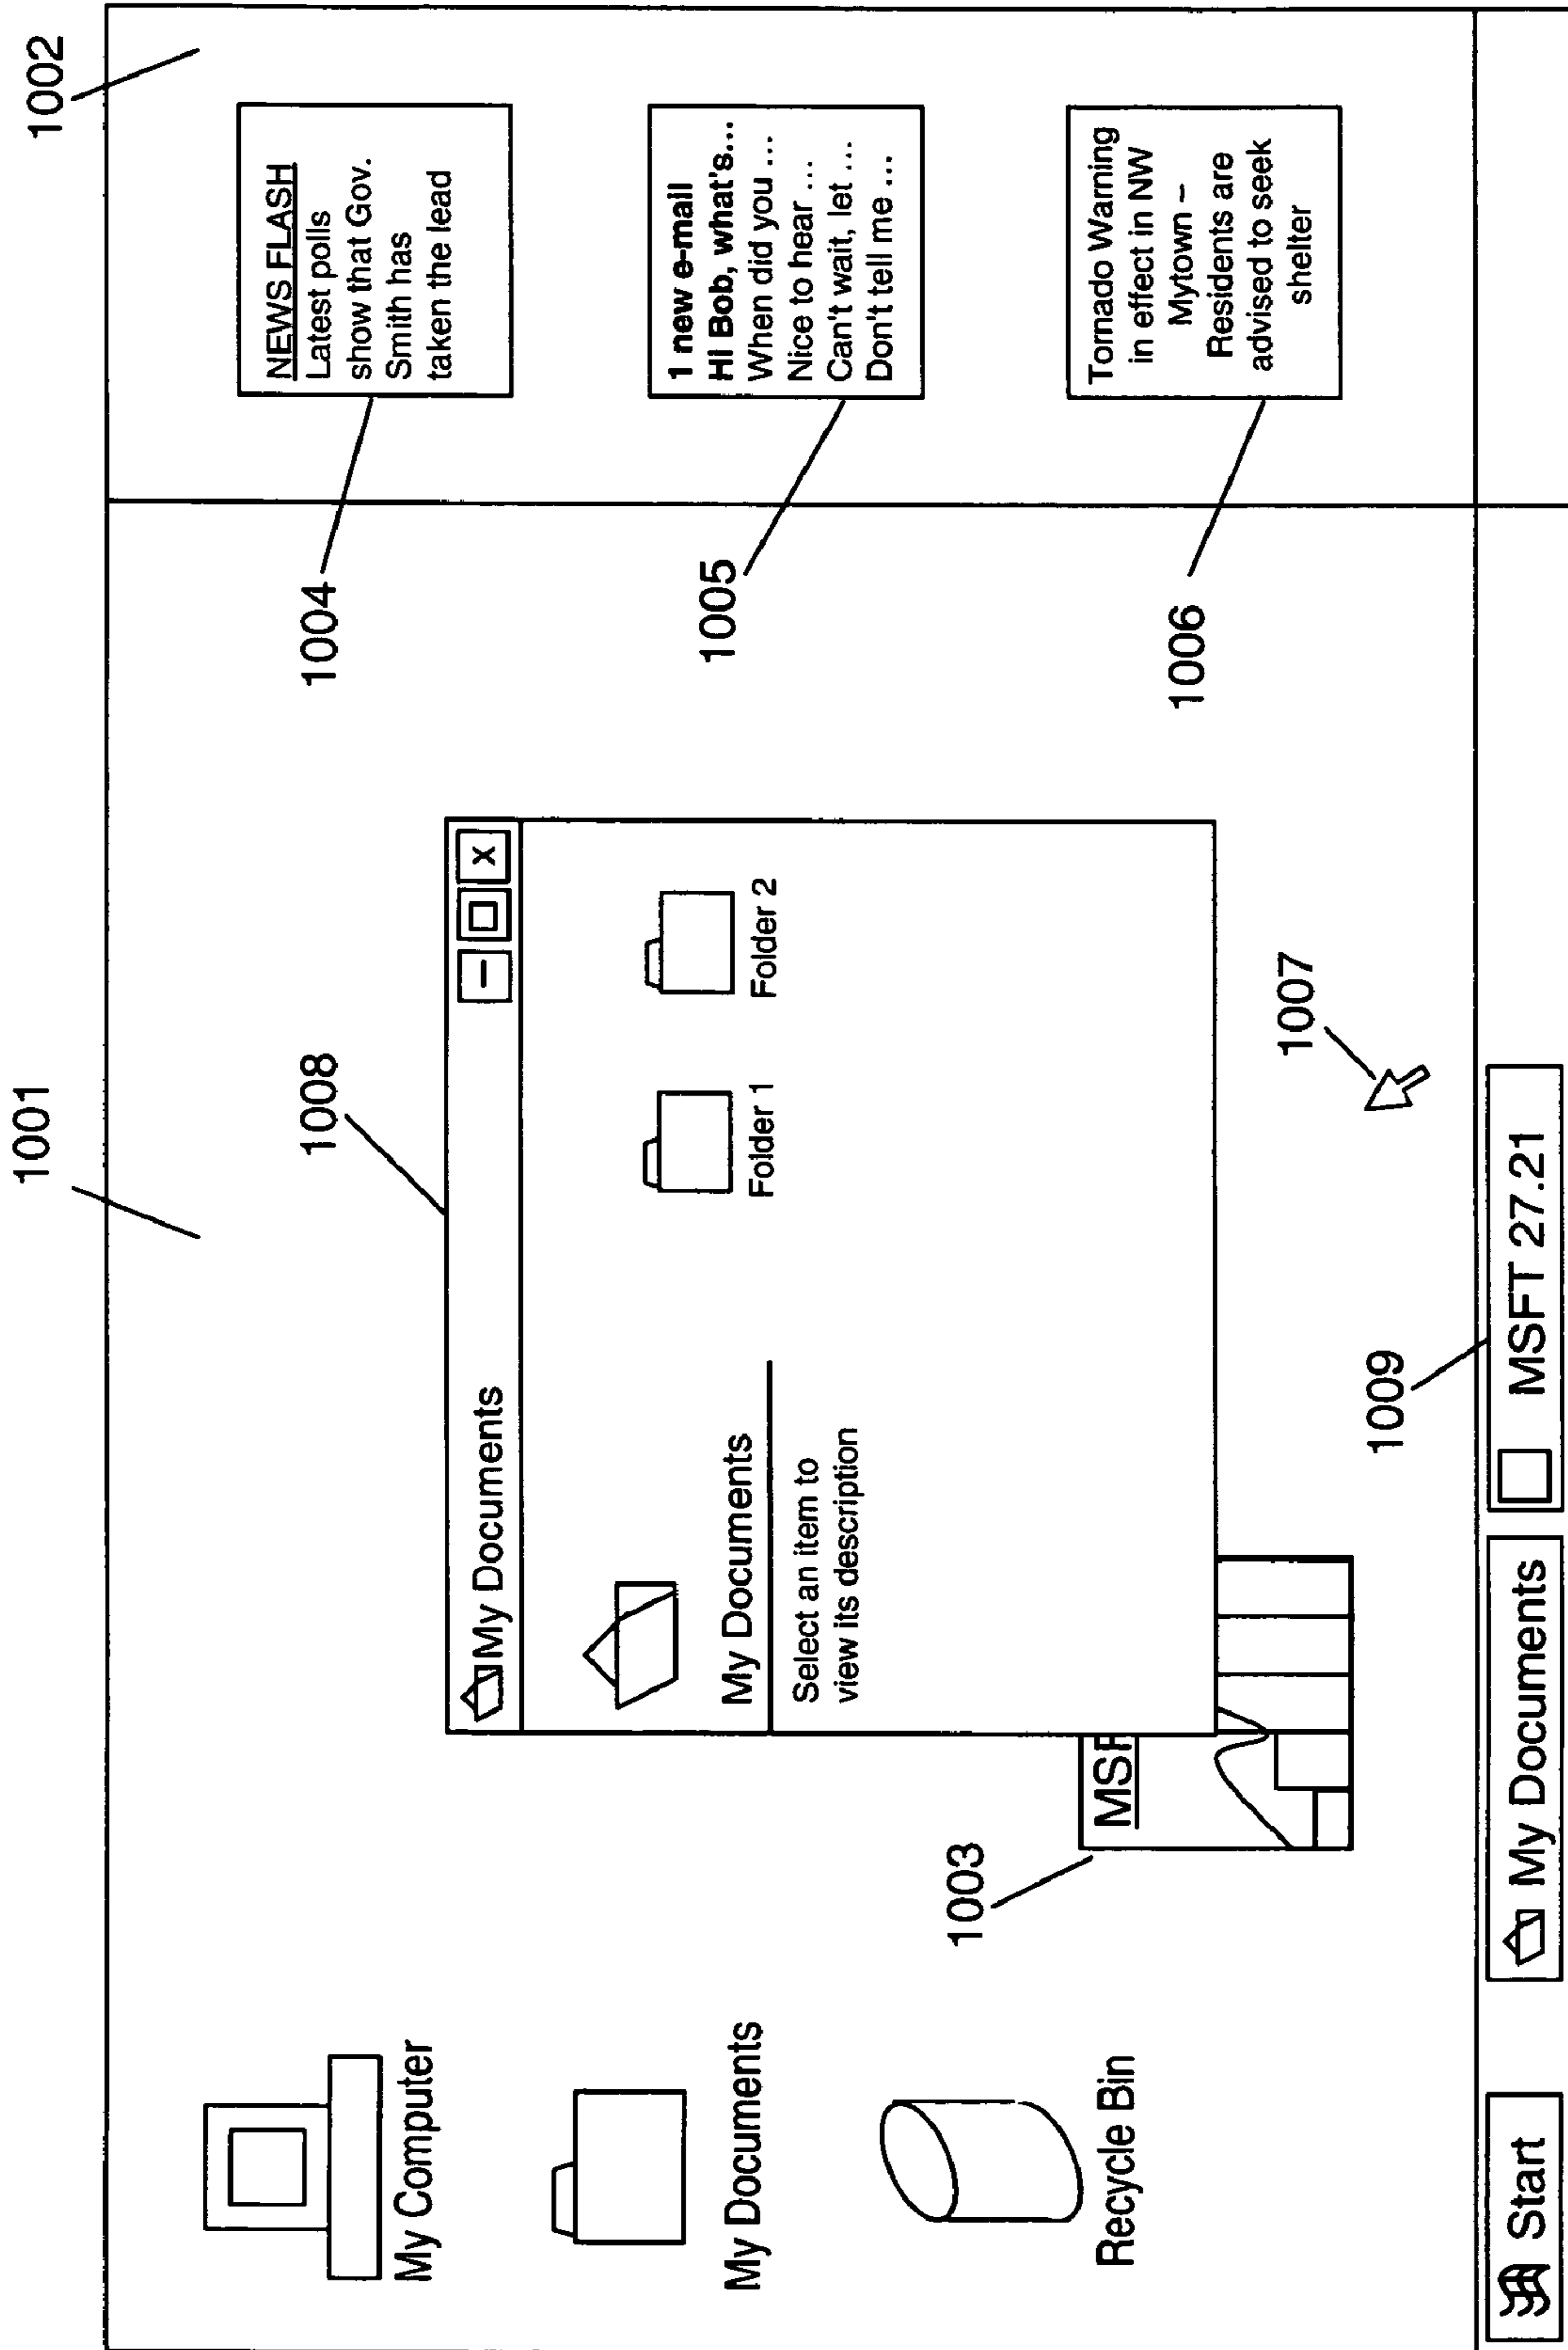 1001
1002
My Computer
My Documents
Recycle Bin
1008
My Documents
My Documents
Select an item to
view its description
Folder 1
Folder 2
1003
MSF
1004
NEWS FLASH
Latest polls
show that Gov.
Smith has
taken the lead
1005
1 new e-mail
Hi Bob, what's...
When did you ...
Nice to hear ...
Can't wait, let ...
Don't tell me ...
1006
Tornado Warning
in effect in NW
Mytown –
Residents are
advised to seek
shelter
1007
1009
Start
My Documents
MSFT 27.21